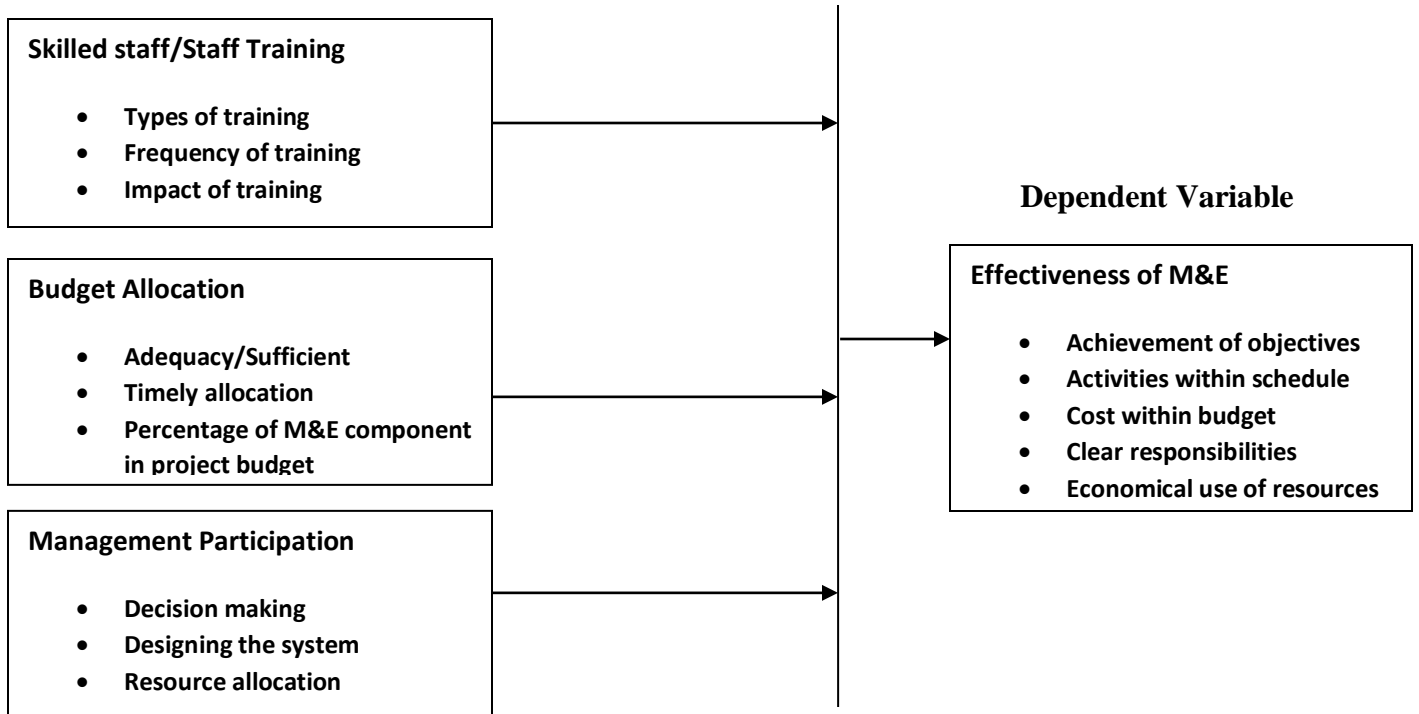 Skilled staff/Staff Training
• Types of training
• Frequency of training
• Impact of training
Budget Allocation
• Adequacy/Sufficient
• Timely allocation
• Percentage of M&E component
in project budget
Management Participation
• Decision making
• Designing the system
• Resource allocation
Dependent Variable
Effectiveness of M&E
• Achievement of objectives
• Activities within schedule
• Cost within budget
• Clear responsibilities
• Economical use of resources